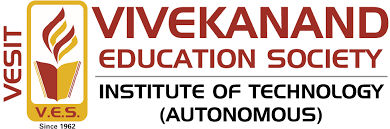 VESIT
V.E.S.
Since 1962
VIVEKANAND
EDUCATION SOCIETY
INSTITUTE OF TECHNOLOGY
(AUTONOMOUS)